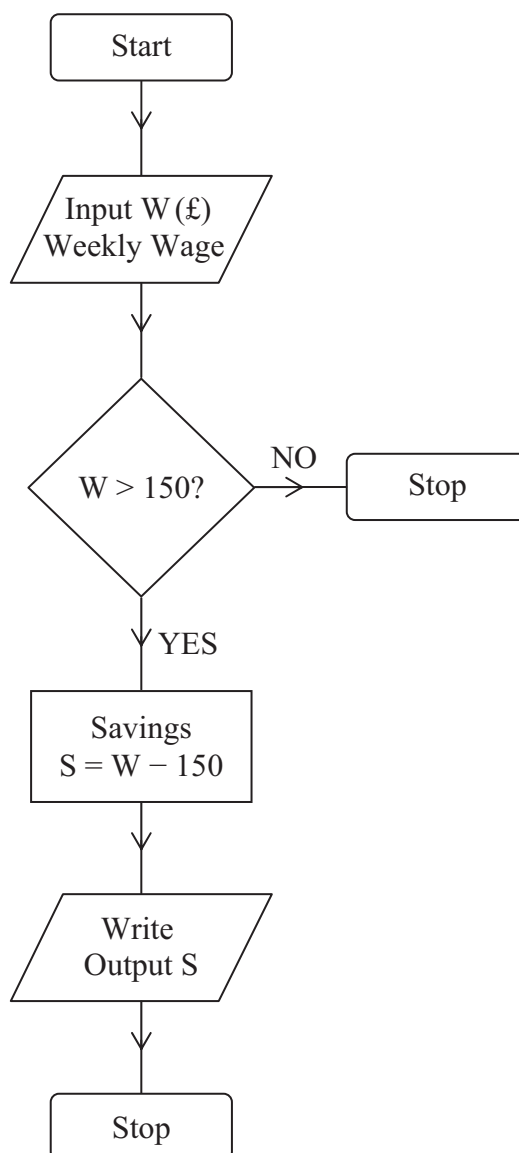 Start
Input W (£)
Weekly Wage
W > 150?
NO
Stop
YES
Savings
S = W − 150
Write
Output S
Stop